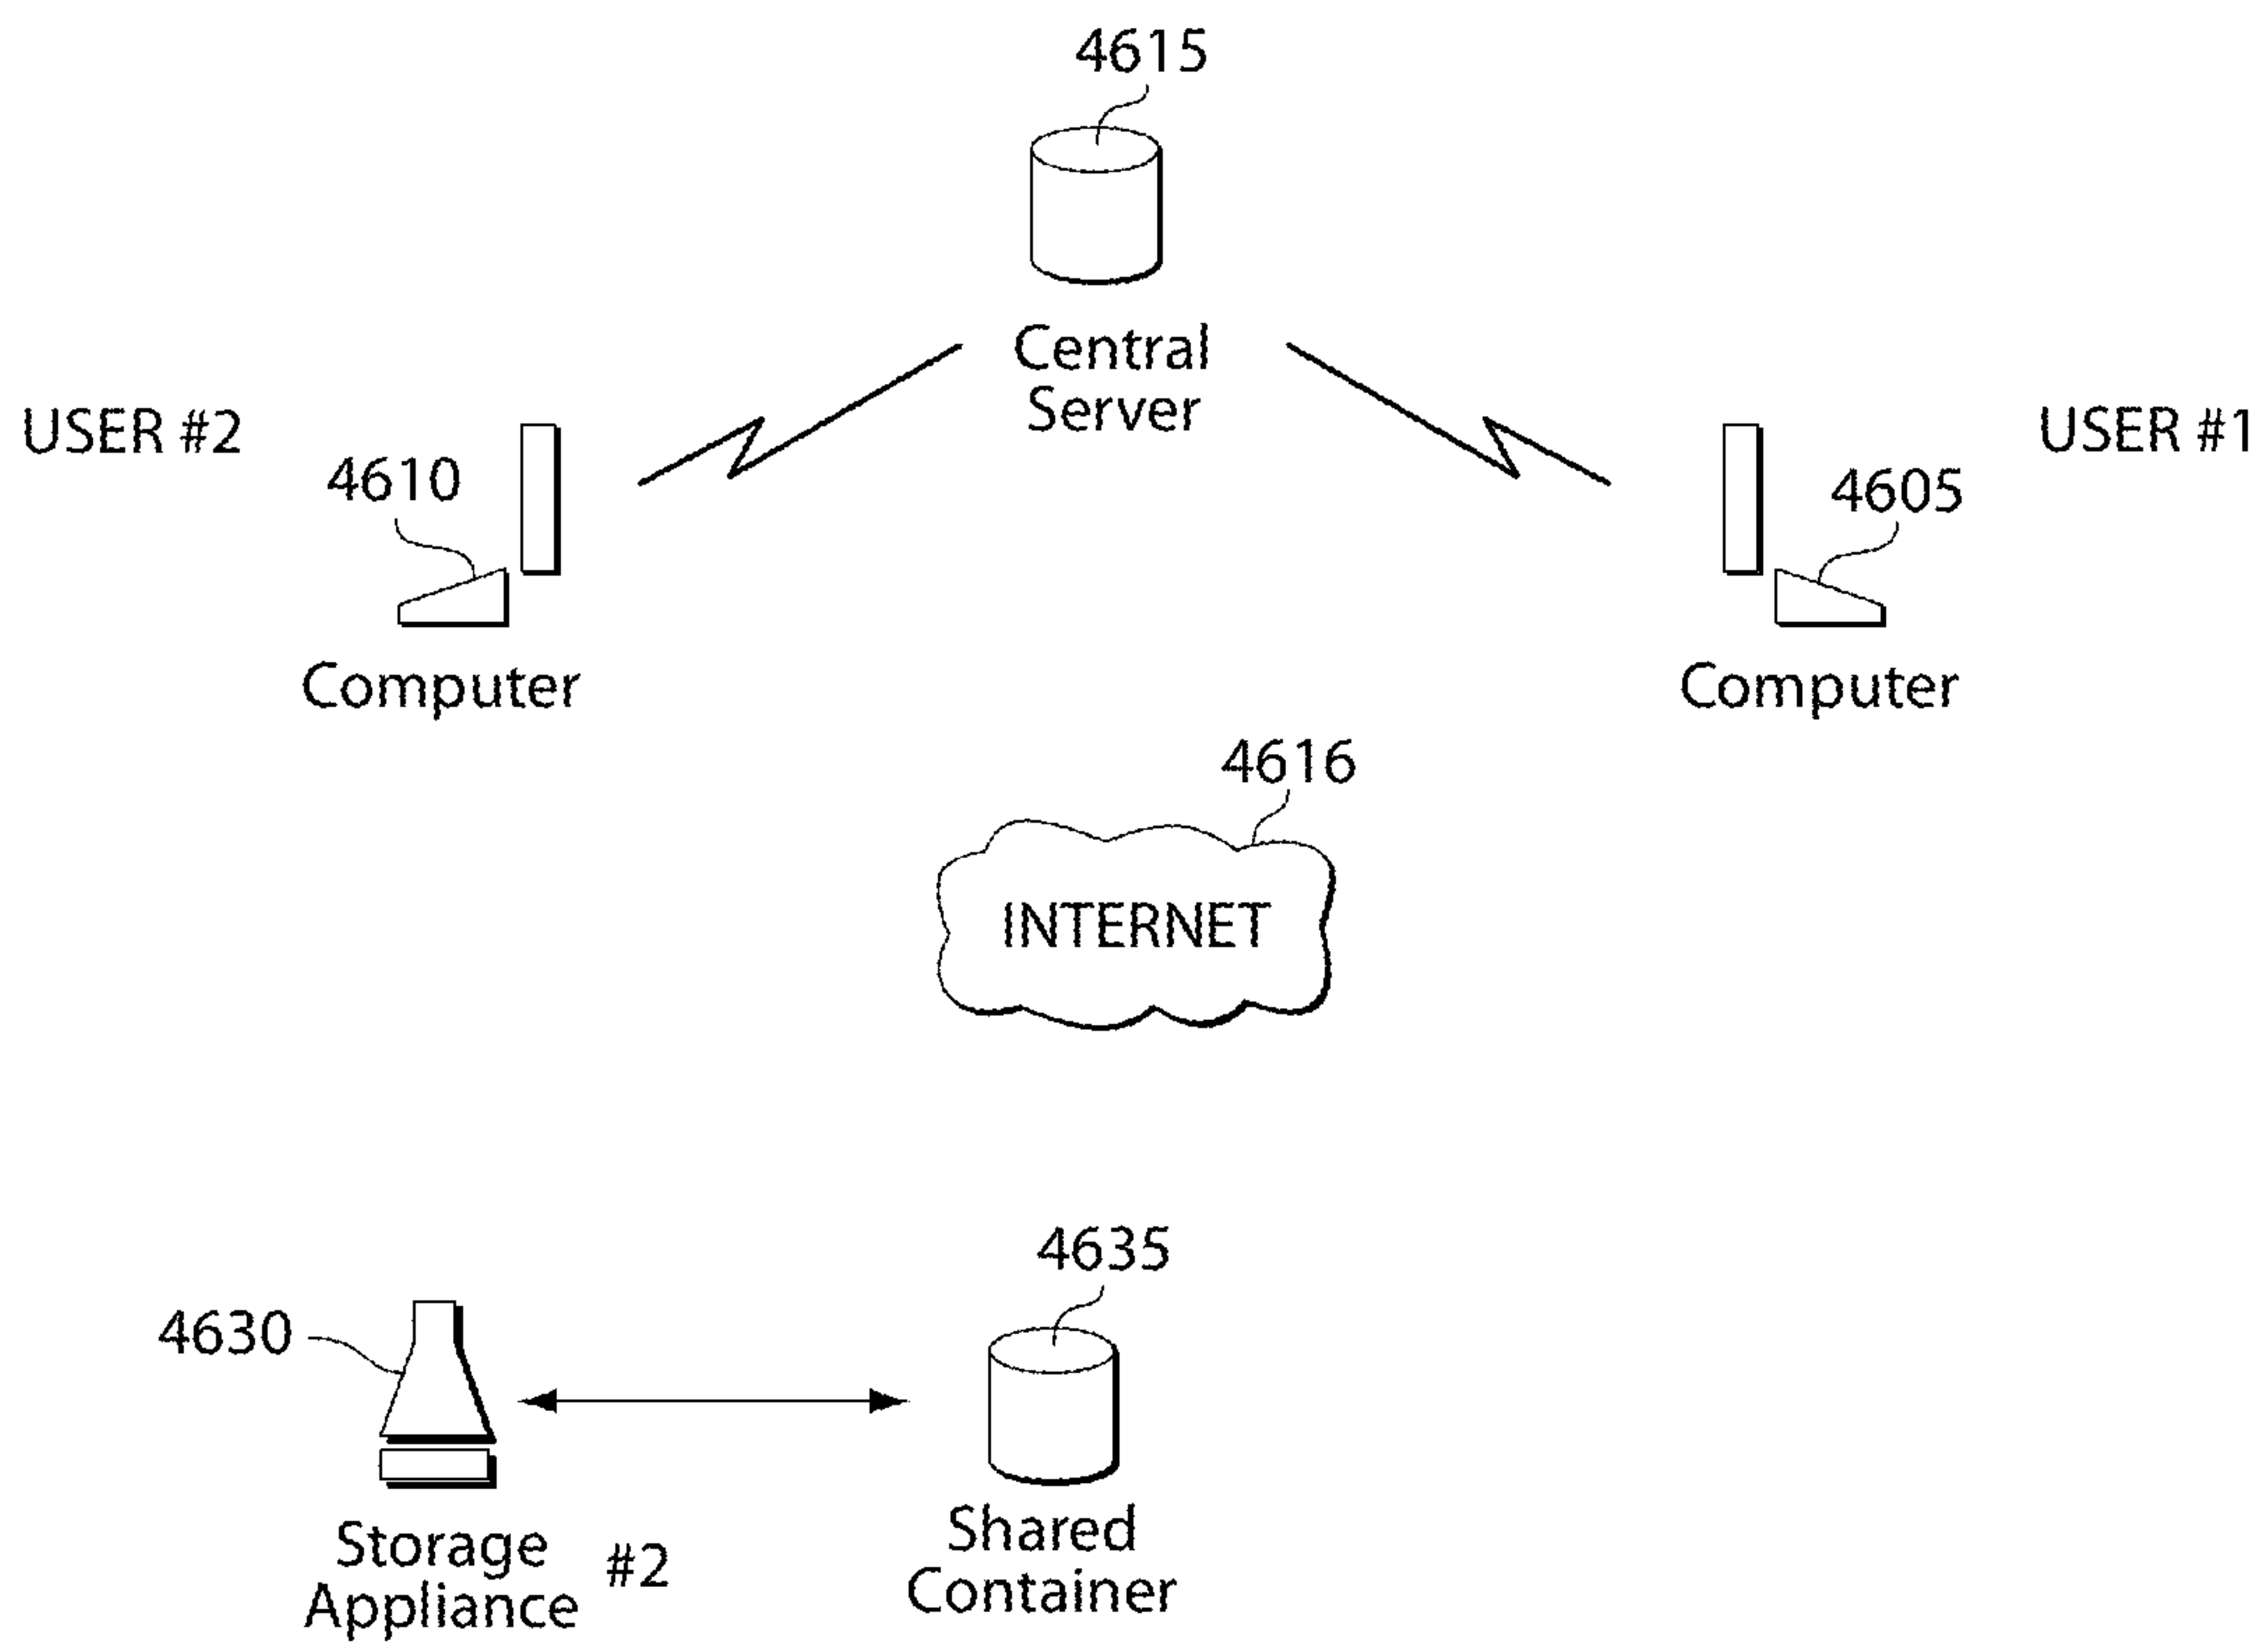 4615
Central
Server
USER #2
USER #1
4610
4605
Computer
Computer
4616
INTERNET
4635
4630
Storage
Appliance
#2
Shared
Container